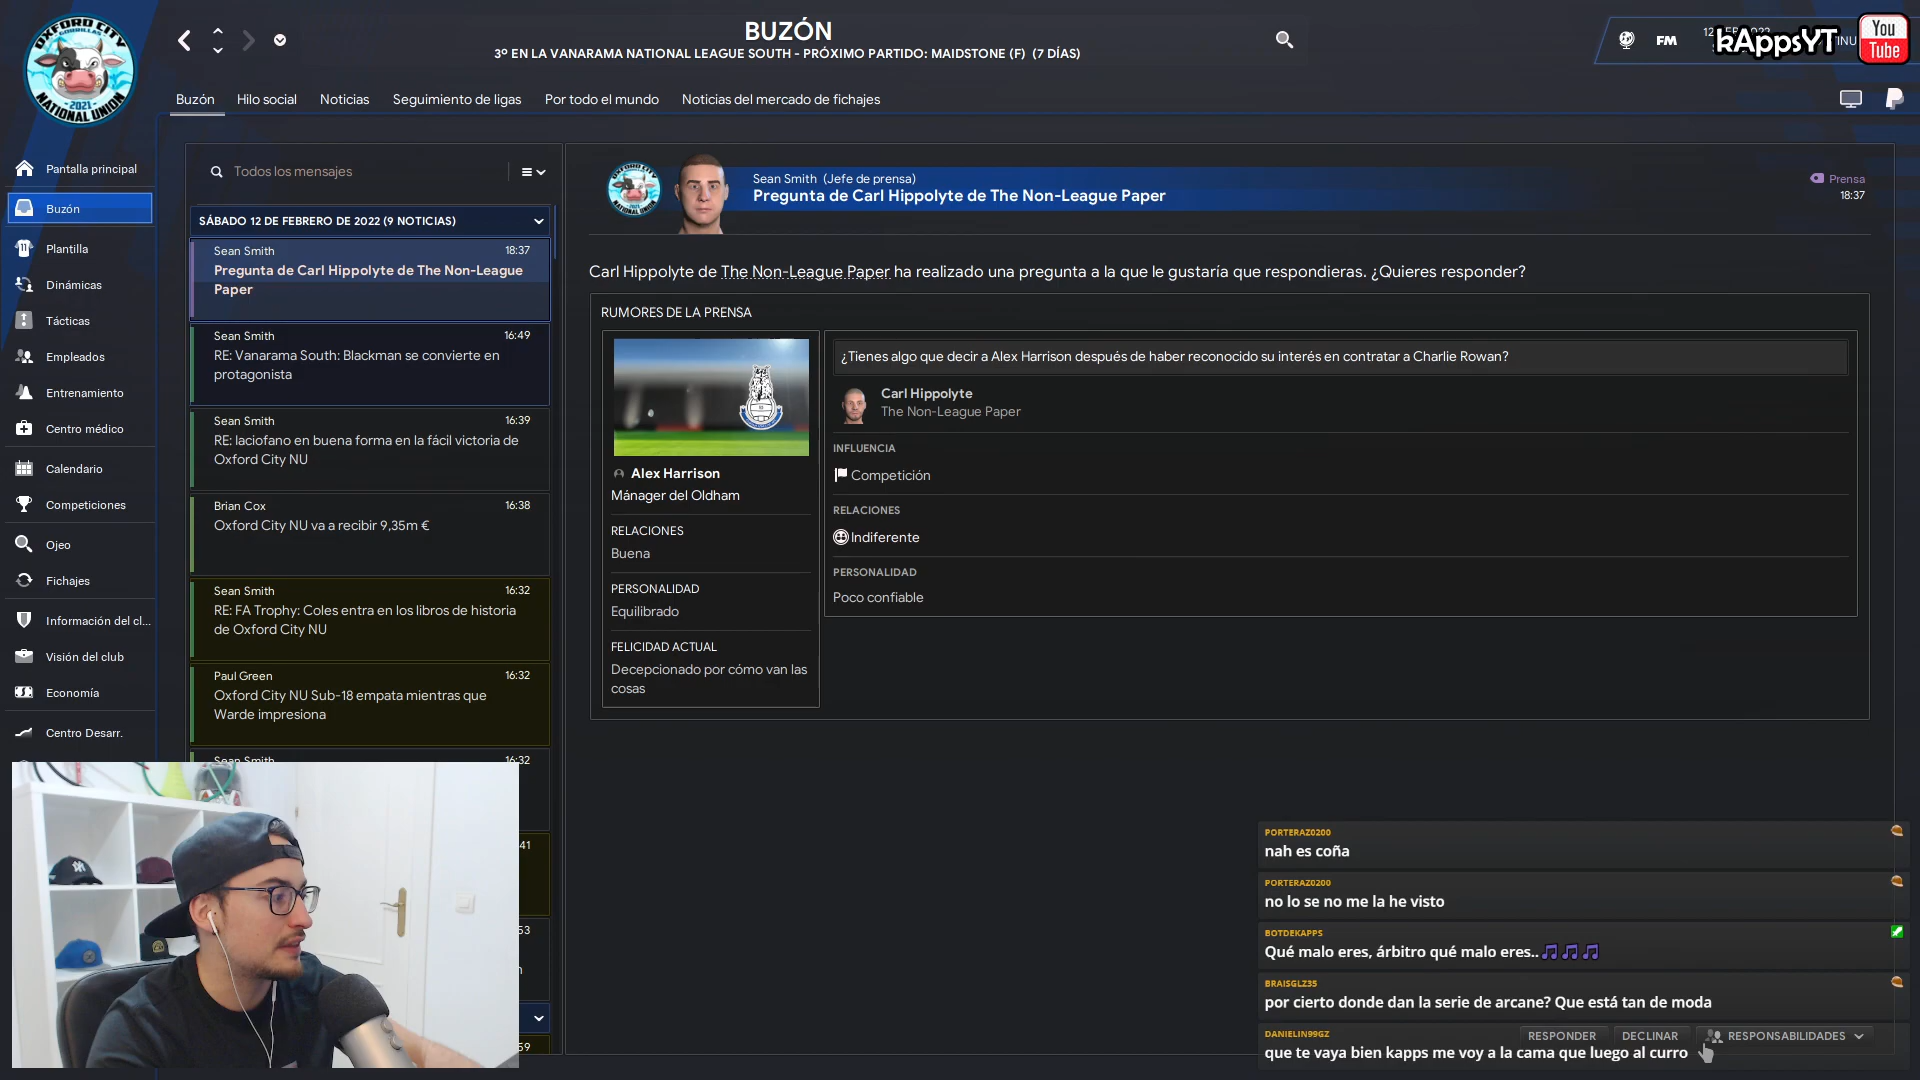 BUZÓN
3º EN LA VANARAMA NATIONAL LEAGUE SOUTH - PRÓXIMO PARTIDO: MAIDSTONE (F) (7 DÍAS)
FM
kAppsYT
You
Tube
OXFORD CITY
GORRILLAS
2021
NATIONAL UNION
Buzón
Hilo social
Noticias
Seguimiento de ligas
Por todo el mundo
Noticias del mercado de fichajes
Pantalla principal
Buzón
Plantilla
Dinámicas
Tácticas
Empleados
Entrenamiento
Centro médico
Calendario
Competiciones
Ojeo
Fichajes
Información del cl...
Visión del club
Economía
Centro Desarr.
Todos los mensajes
SÁBADO 12 DE FEBRERO DE 2022 (9 NOTICIAS)
Sean Smith 18:37
Pregunta de Carl Hippolyte de The Non-League
Paper
Sean Smith 16:49
RE: Vanarama South: Blackman se convierte en
protagonista
Sean Smith 16:39
RE: laciofano en buena forma en la fácil victoria de
Oxford City NU
Brian Cox 16:38
Oxford City NU va a recibir 9,35m €
Sean Smith 16:32
RE: FA Trophy: Coles entra en los libros de historia
de Oxford City NU
Paul Green 16:32
Oxford City NU Sub-18 empata mientras que
Warde impresiona
Sean Smith 16:32
41
53
59
Sean Smith (Jefe de prensa)
Pregunta de Carl Hippolyte de The Non-League Paper
Prensa
18:37
Carl Hippolyte de The Non-League Paper ha realizado una pregunta a la que le gustaría que respondieras. ¿Quieres responder?
RUMORES DE LA PRENSA
Alex Harrison
Mánager del Oldham
RELACIONES
Buena
PERSONALIDAD
Equilibrado
FELICIDAD ACTUAL
Decepcionado por cómo van las
cosas
¿Tienes algo que decir a Alex Harrison después de haber reconocido su interés en contratar a Charlie Rowan?
Carl Hippolyte
The Non-League Paper
INFLUENCIA
Competición
RELACIONES
Indiferente
PERSONALIDAD
Poco confiable
PORTERAZ0200
nah es coña
PORTERAZ0200
no lo se no me la he visto
BOTDEKAPPS
Qué malo eres, árbitro qué malo eres..
BRAISGLZ35
por cierto donde dan la serie de arcane? Que está tan de moda
DANIELIN99GZ
que te vaya bien kapps me voy a la cama que luego al curro
RESPONDER
DECLINAR
RESPONSABILIDADES